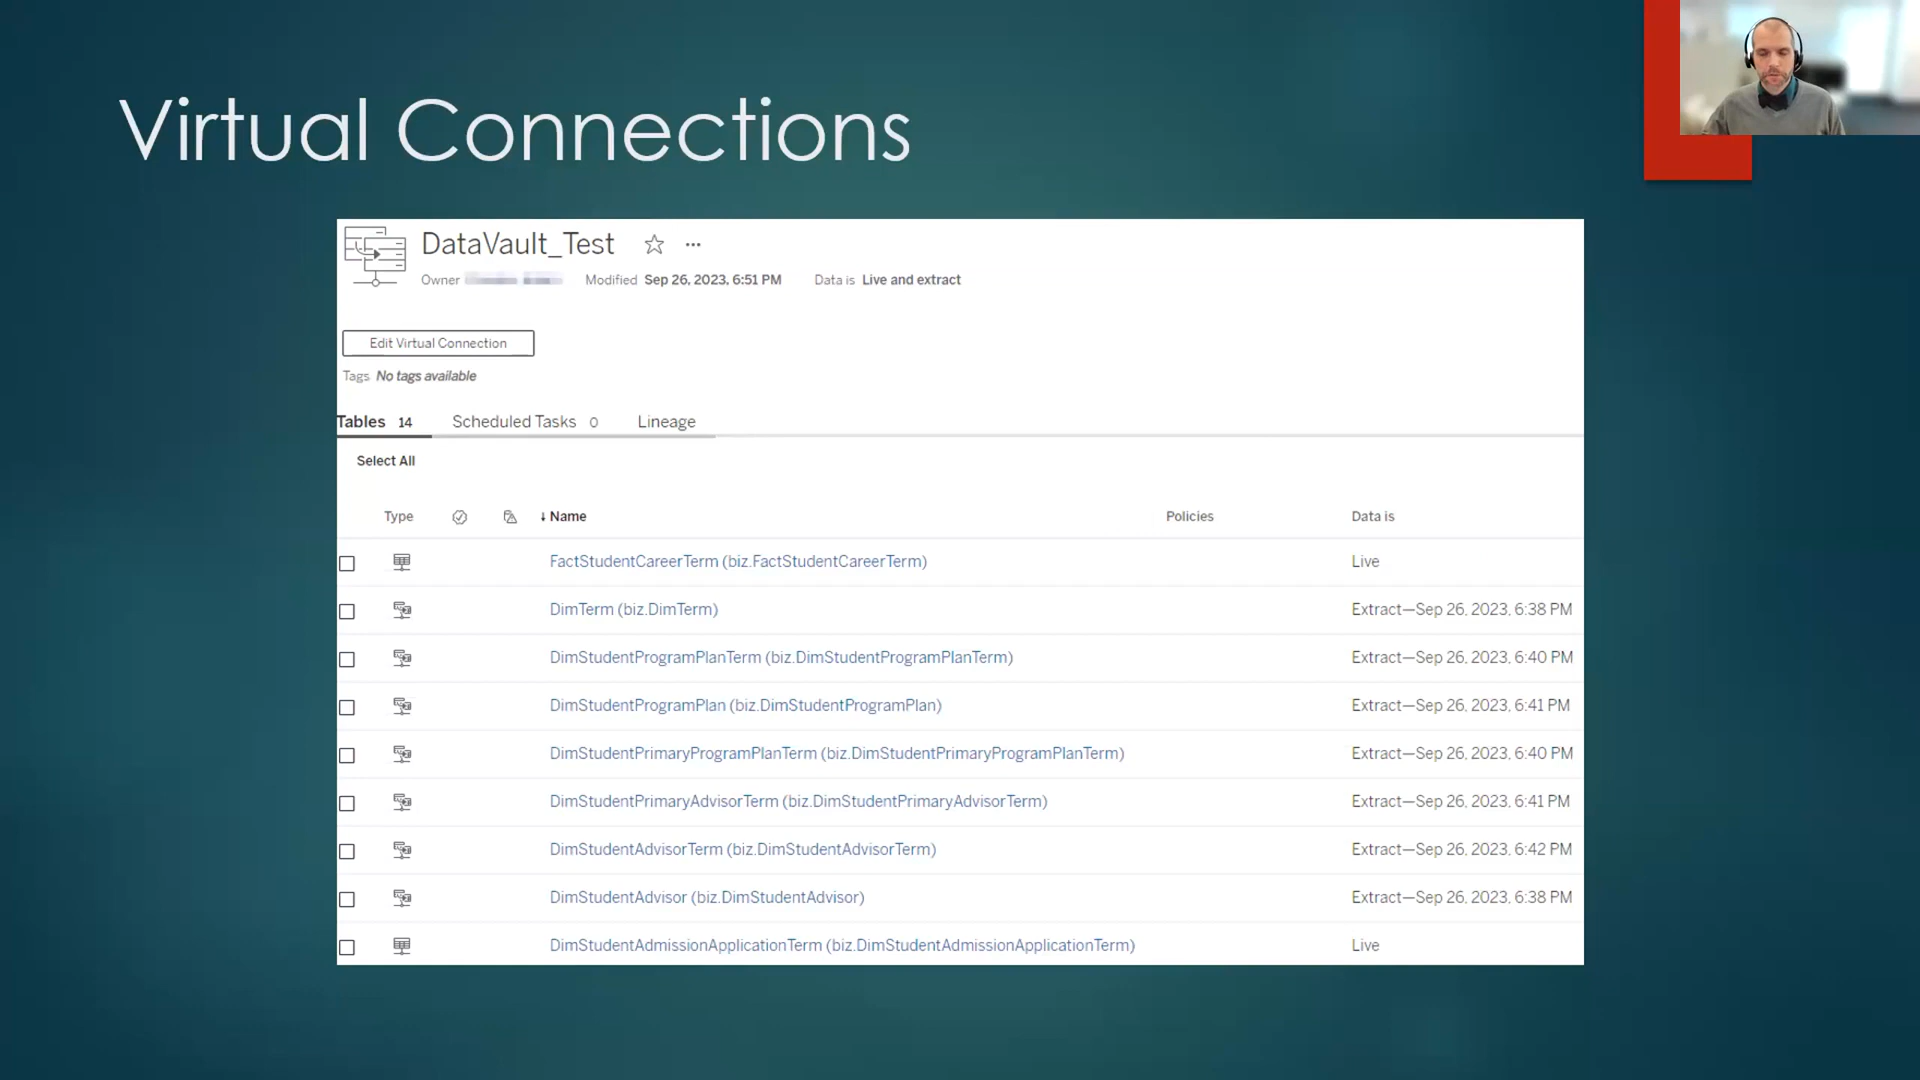 Virtual Connections
DataVault_Test
Owner
Modified Sep 26, 2023, 6:51 PM
Data is Live and extract
Edit Virtual Connection
Tags No tags available
Tables 14 Scheduled Tasks 0 Lineage
Select All
Type Name Policies Data is
FactStudentCareerTerm (biz.FactStudentCareerTerm) Live
DimTerm (biz.DimTerm) Extract—Sep 26, 2023, 6:38 PM
DimStudentProgramPlanTerm (biz.DimStudentProgramPlanTerm) Extract—Sep 26, 2023, 6:40 PM
DimStudentProgramPlan (biz.DimStudentProgramPlan) Extract—Sep 26, 2023, 6:41 PM
DimStudentPrimaryProgramPlanTerm (biz.DimStudentPrimaryProgramPlanTerm) Extract—Sep 26, 2023, 6:40 PM
DimStudentPrimaryAdvisorTerm (biz.DimStudentPrimaryAdvisorTerm) Extract—Sep 26, 2023, 6:41 PM
DimStudentAdvisorTerm (biz.DimStudentAdvisorTerm) Extract—Sep 26, 2023, 6:42 PM
DimStudentAdvisor (biz.DimStudentAdvisor) Extract—Sep 26, 2023, 6:38 PM
DimStudentAdmissionApplicationTerm (biz.DimStudentAdmissionApplicationTerm) Live